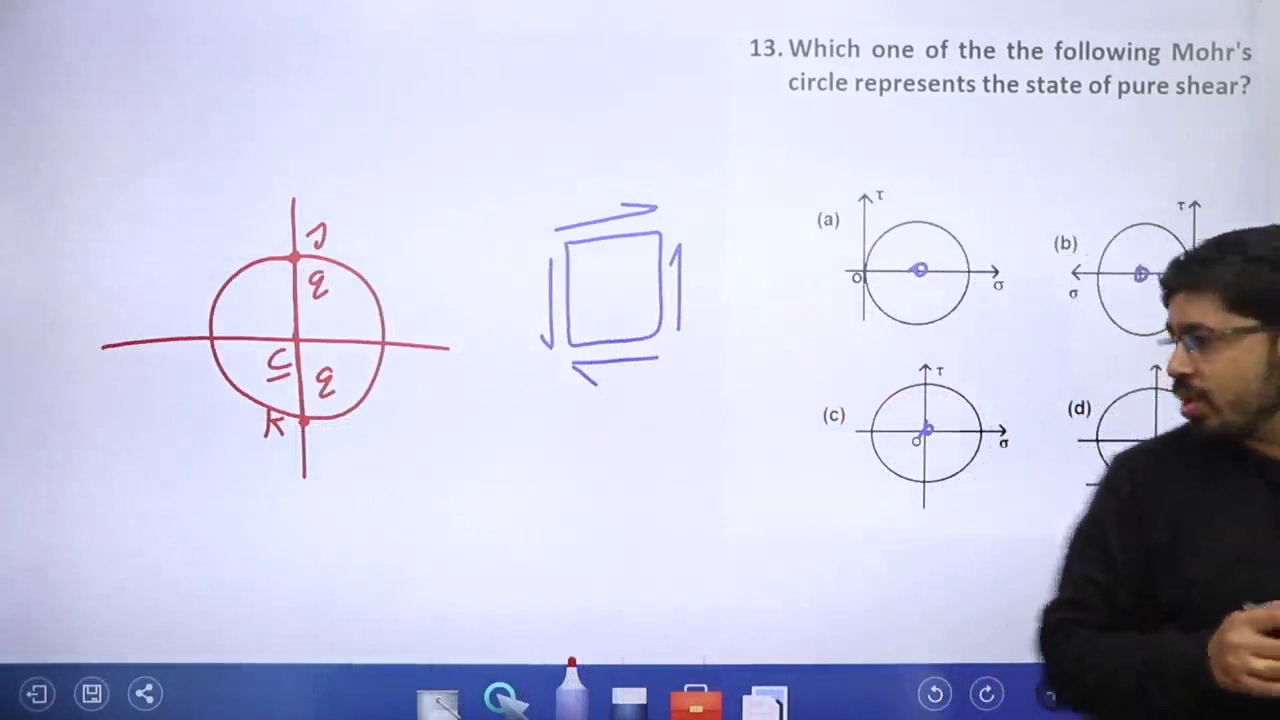 13. Which one of the the following Mohr's
circle represents the state of pure shear?
(a)
τ
O
σ
(b)
τ
σ
(c)
τ
O
σ
(d)
τ
J
C
K